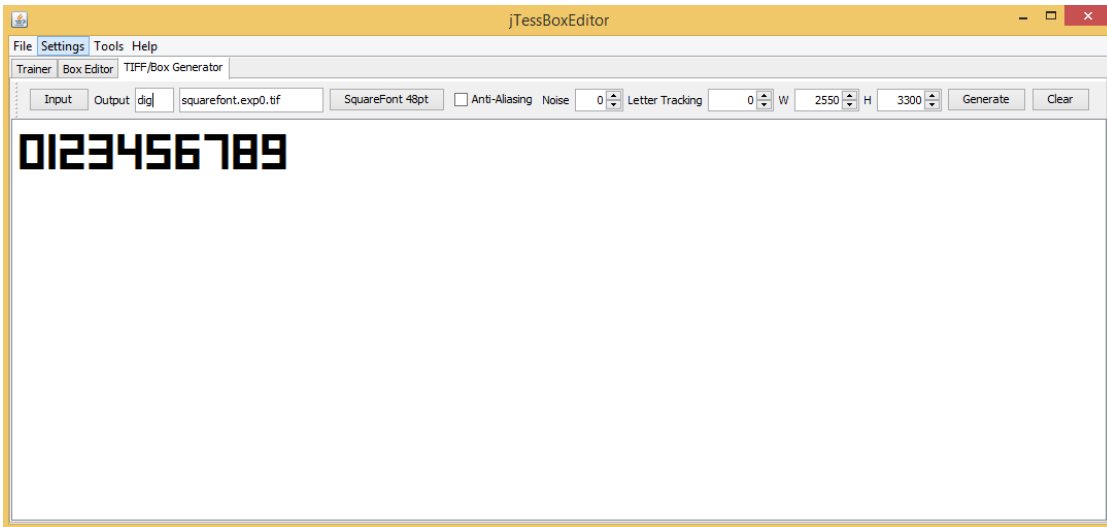 jTessBoxEditor
File Settings Tools Help
Trainer Box Editor TIFF/Box Generator
Input Output dig squarefont.exp0.tif SquareFont 48pt Anti-Aliasing Noise 0 Letter Tracking 0 W 2550 H 3300 Generate Clear
0123456789